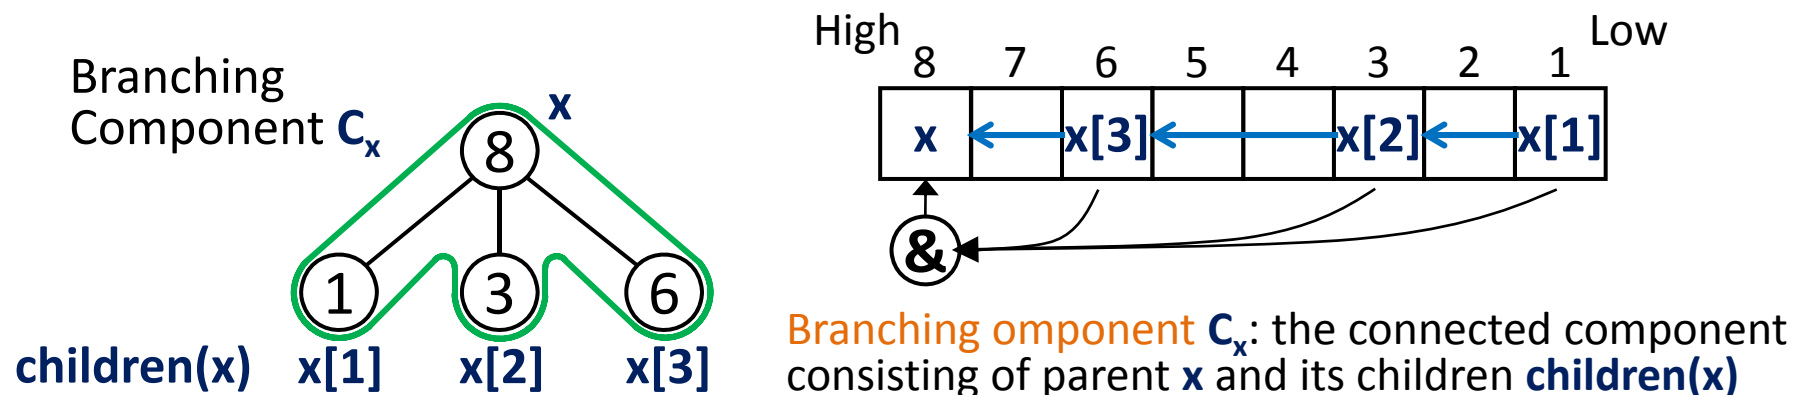 Branching
Component Cx
x
8
1 3 6
children(x) x[1] x[2] x[3]
High Low
8 7 6 5 4 3 2 1
x x[3] x[2] x[1]
&
Branching omponent Cx: the connected component
consisting of parent x and its children children(x)